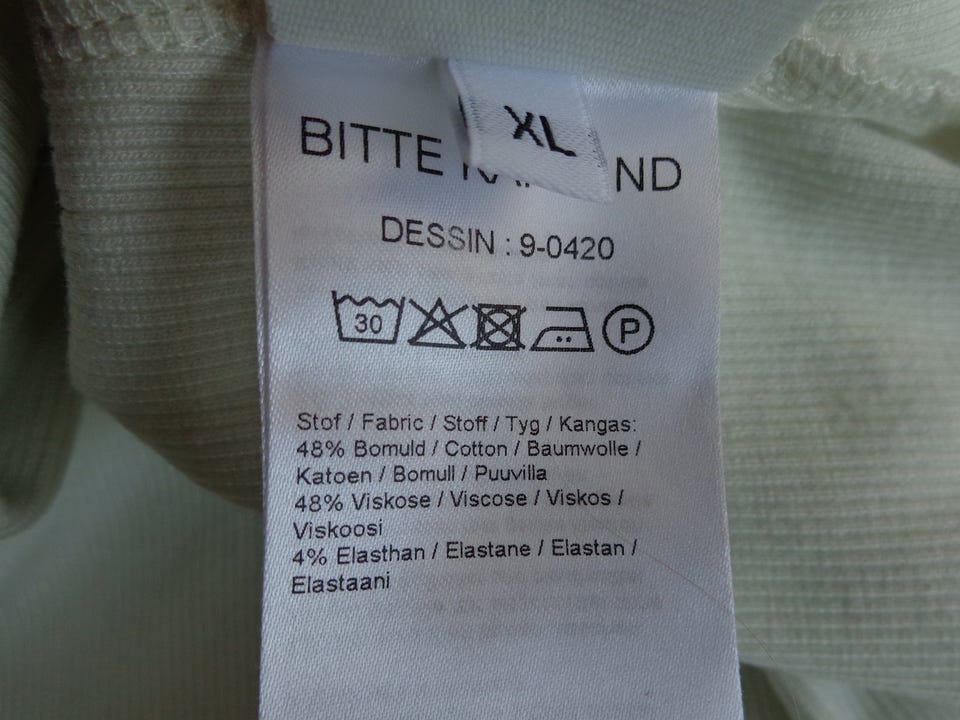 XL
BITTE ND
DESSIN : 9-0420
30 P
Stof / Fabric / Stoff / Tyg / Kangas:
48% Bomuld / Cotton / Baumwolle /
Katoen / Bomull / Puuvilla
48% Viskose / Viscose / Viskos /
Viskoosi
4% Elasthan / Elastane / Elastan /
Elastaani